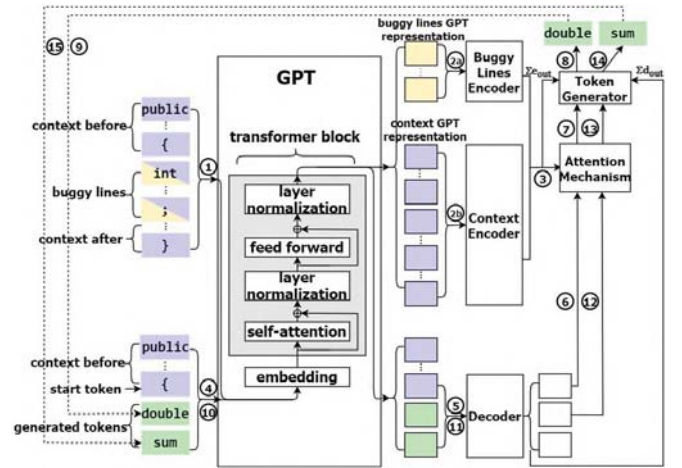 15
9
buggy lines GPT
representation
double
sum
8
14
2a
Buggy
Lines
Encoder
Σe_out
Token
Generator
Σd_out
GPT
public
context before
{
context GPT
representation
7
13
transformer block
int
buggy lines
;
context after
}
1
layer
normalization
feed forward
layer
normalization
self-attention
embedding
2b
Context
Encoder
3
Attention
Mechanism
6
12
public
context before
{
start token
double
generated tokens
sum
4
10
5
11
Decoder